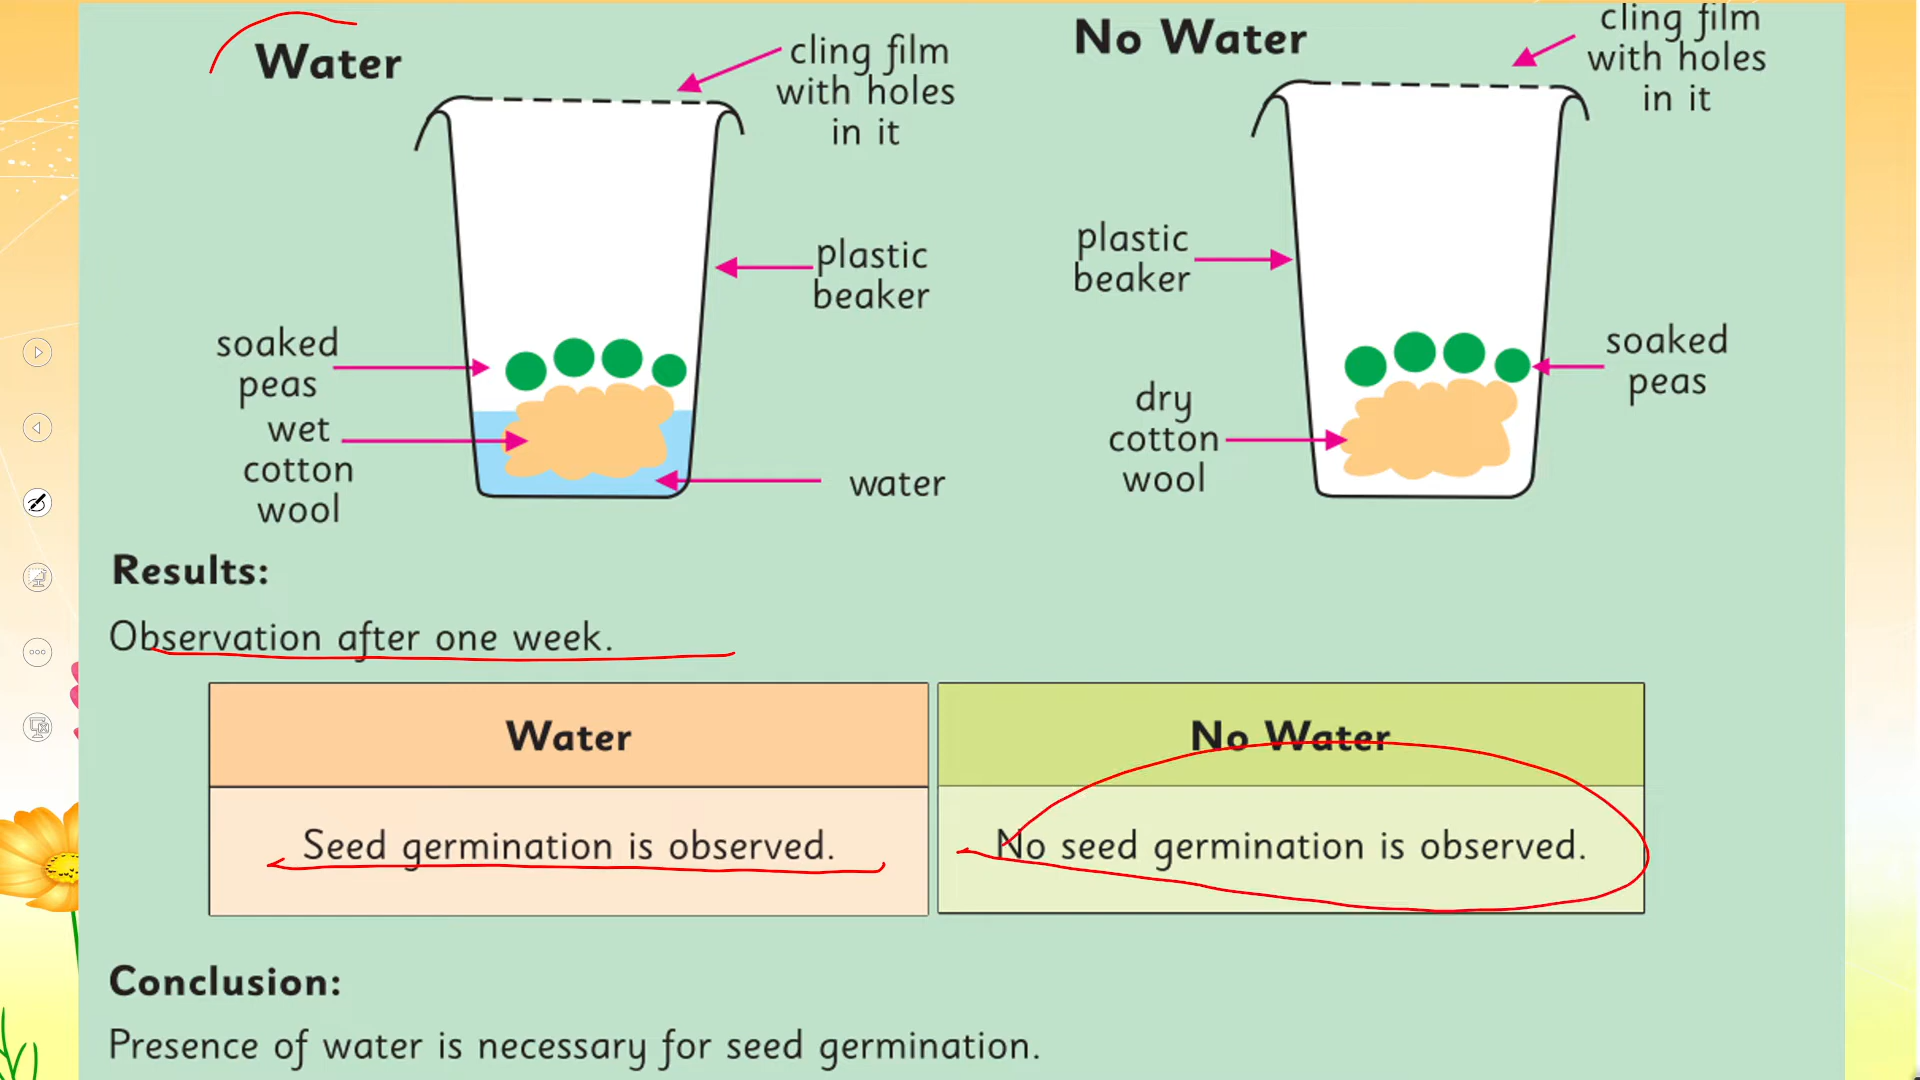 Water
cling film
with holes
in it
plastic
beaker
soaked
peas
wet
cotton
wool
water
No Water
cling film
with holes
in it
plastic
beaker
soaked
peas
dry
cotton
wool
Results:
Observation after one week.
Water
No Water
Seed germination is observed.
No seed germination is observed.
Conclusion:
Presence of water is necessary for seed germination.